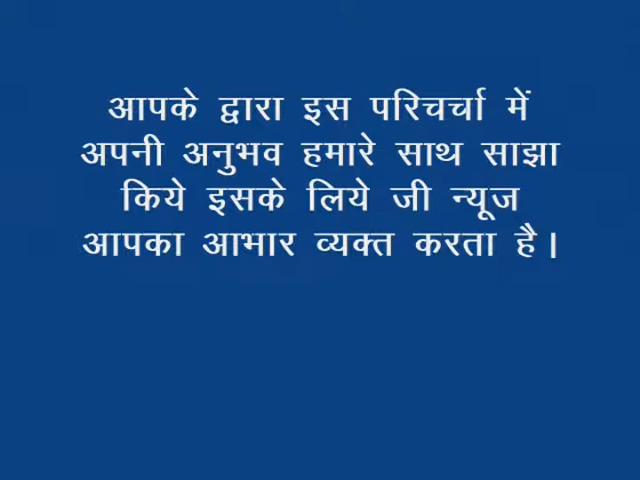 आपके द्वारा इस परिचर्चा में
अपनी अनुभव हमारे साथ साझा
किये इसके लिये जी न्यूज
आपका आभार व्यक्त करता है।